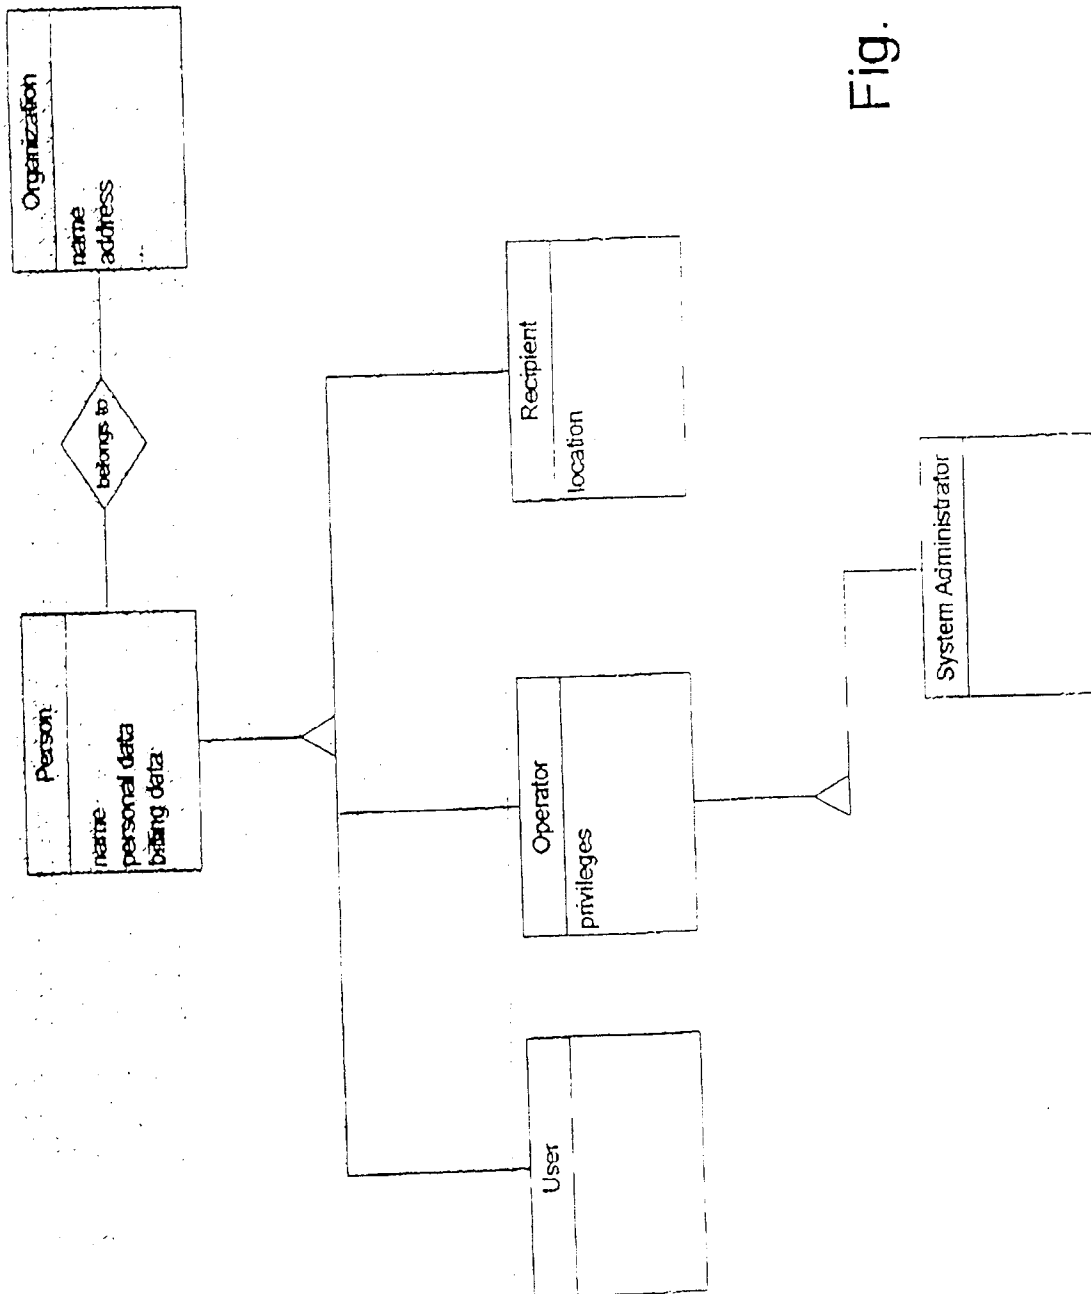 Person
name
personal data
billing data
belongs to
Organization
name
address
...
User
Operator
privileges
Recipient
location
System Administrator
Fig.